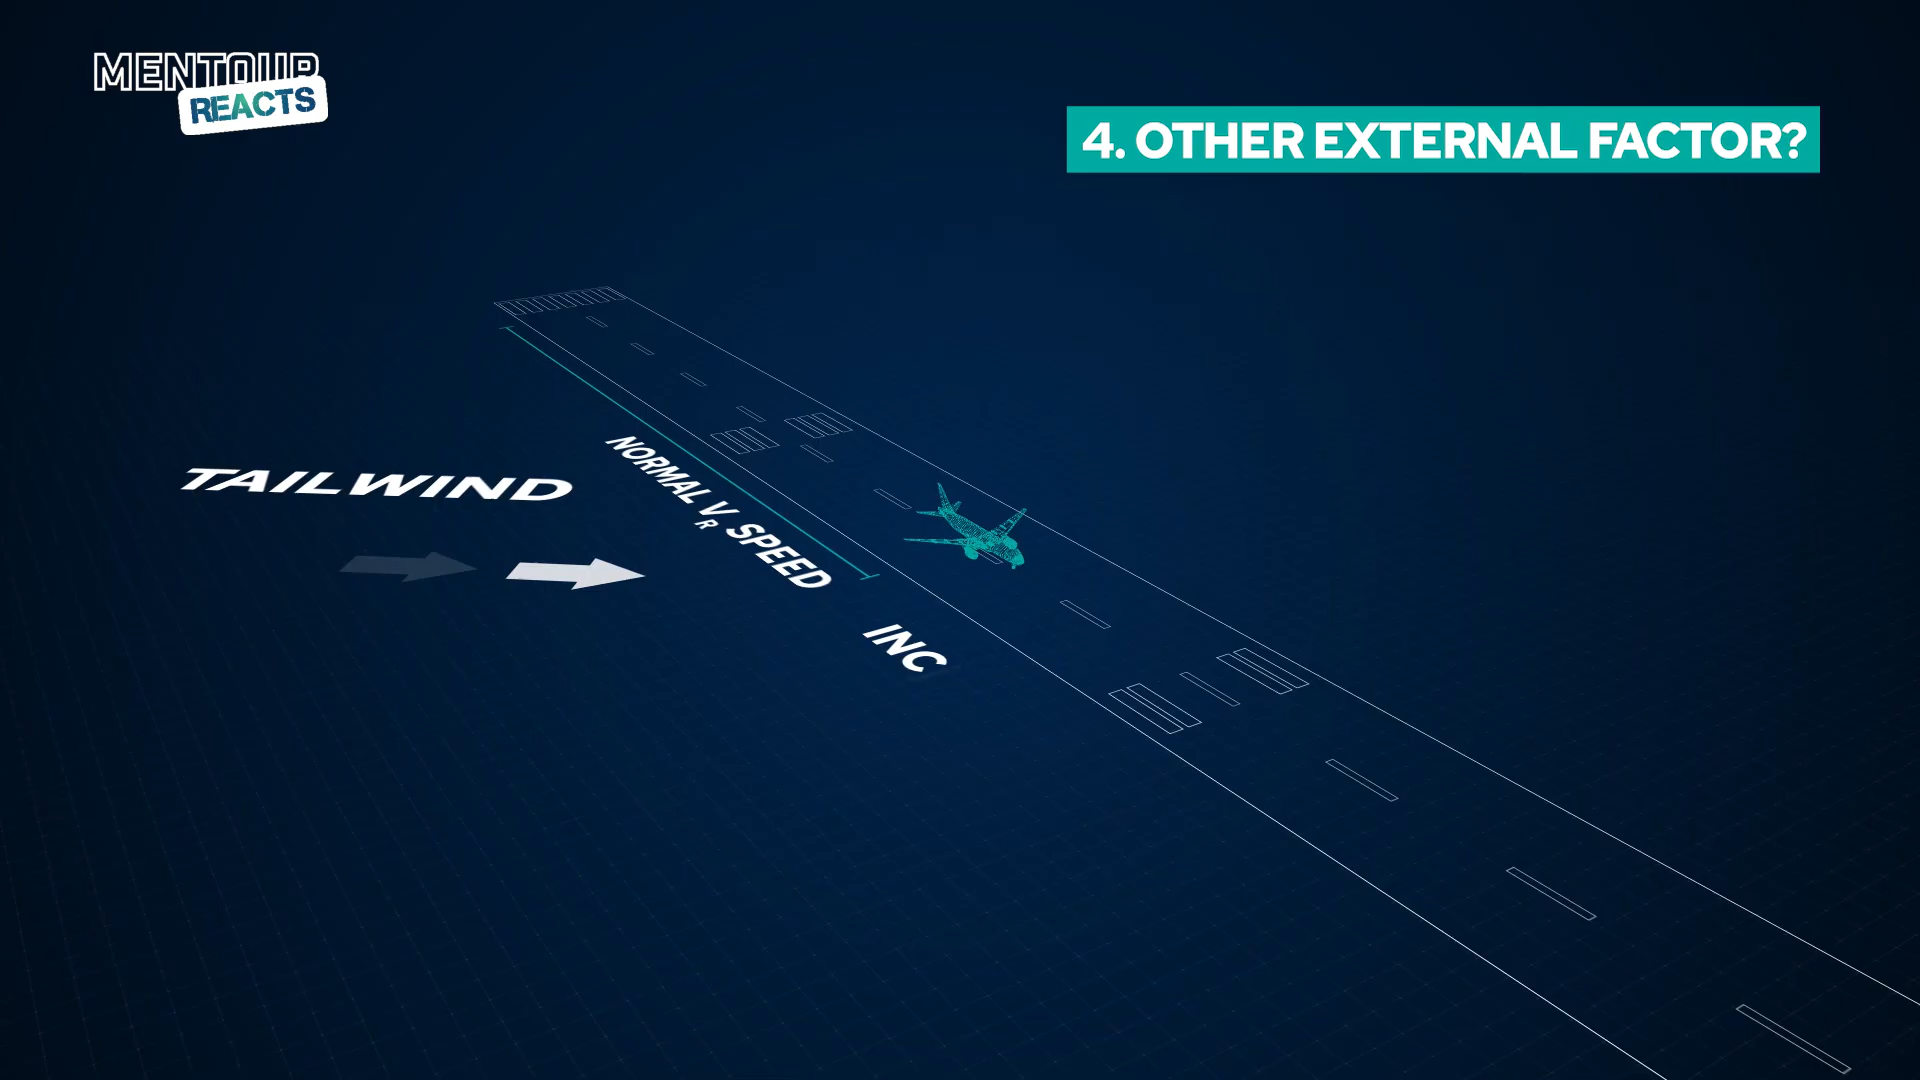 MENTOUR
REACTS
4. OTHER EXTERNAL FACTOR?
TAILWIND
NORMAL VR SPEED
INC